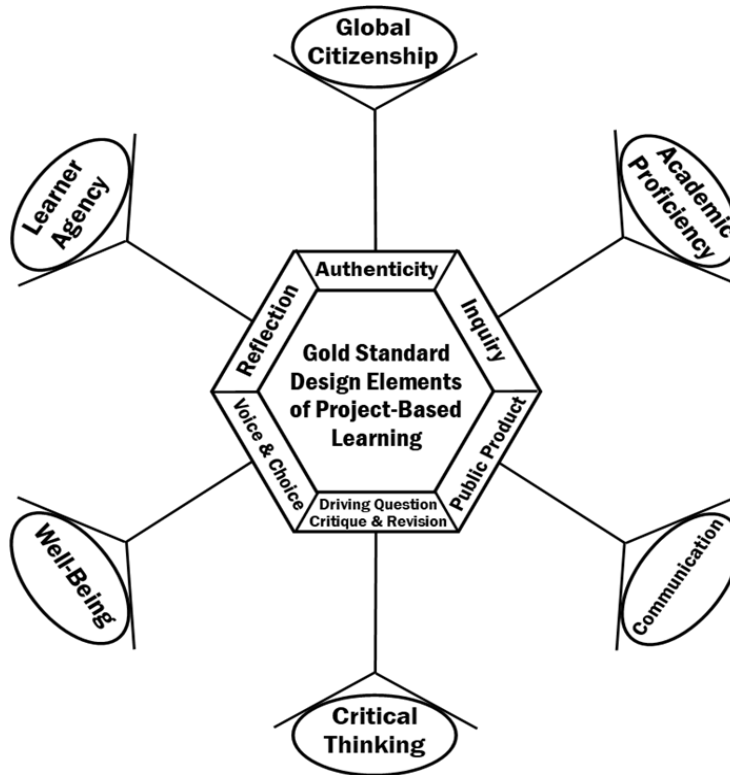 Global
Citizenship
Learner
Agency
Academic
Proficiency
Authenticity
Reflection
Inquiry
Gold Standard
Design Elements
of Project-Based
Learning
Voice & Choice
Public Product
Driving Question
Critique & Revision
Well-Being
Communication
Critical
Thinking